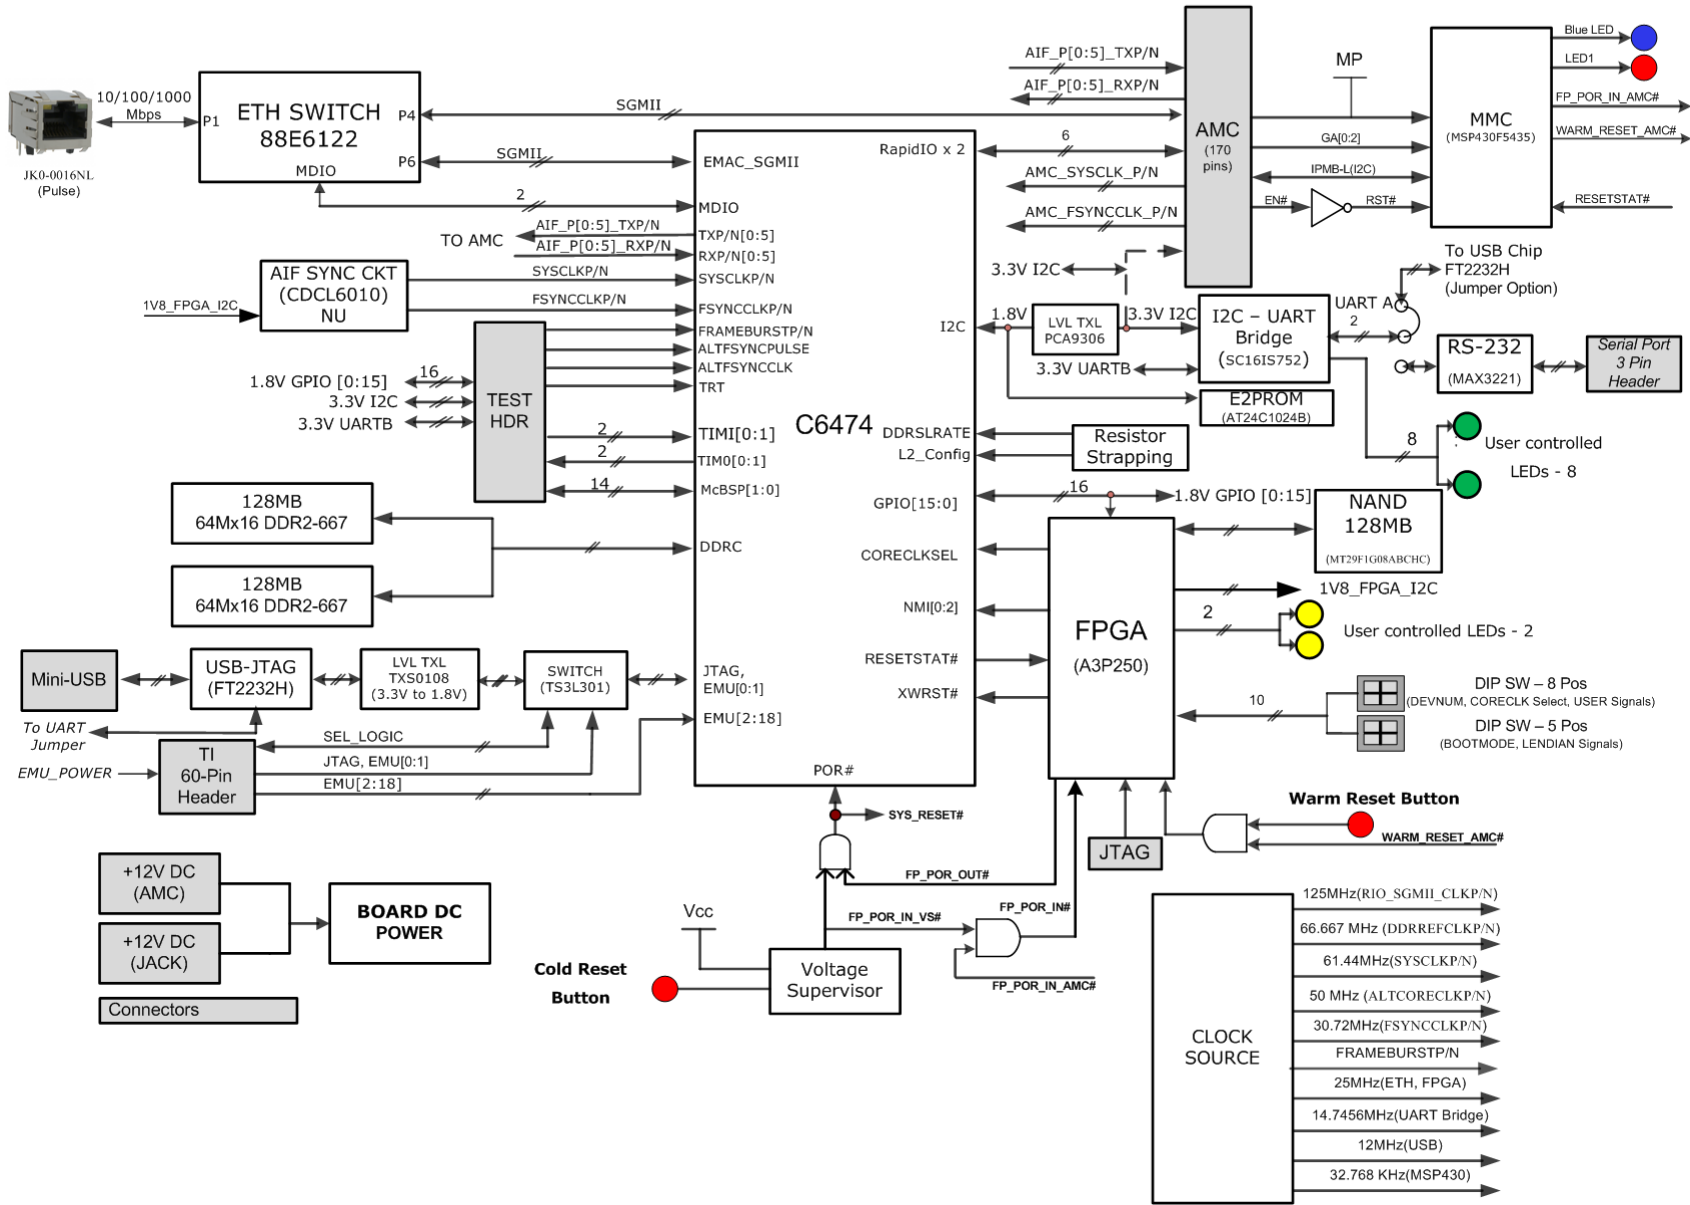 10/100/1000
Mbps
JK0-0016NL
(Pulse)
ETH SWITCH
88E6122
P1
P4
P6
MDIO
SGMII
SGMII
2
TO AMC
AIF_P[0:5]_TXP/N
AIF_P[0:5]_RXP/N
AIF SYNC CKT
(CDCL6010)
NU
1V8_FPGA_I2C
SYSCLKP/N
FSYNCCLKP/N
TEST
HDR
1.8V GPIO [0:15]
16
3.3V I2C
3.3V UARTB
2
2
14
128MB
64Mx16 DDR2-667
128MB
64Mx16 DDR2-667
Mini-USB
USB-JTAG
(FT2232H)
LVL TXL
TXS0108
(3.3V to 1.8V)
SWITCH
(TS3L301)
To UART
Jumper
EMU_POWER
TI
60-Pin
Header
SEL_LOGIC
JTAG, EMU[0:1]
EMU[2:18]
+12V DC
(AMC)
+12V DC
(JACK)
BOARD DC
POWER
Connectors
C6474
EMAC_SGMII
MDIO
TXP/N[0:5]
RXP/N[0:5]
SYSCLKP/N
FSYNCCLKP/N
FRAMEBURSTP/N
ALTFSYNCPULSE
ALTFSYNCCLK
TRT
TIMI[0:1]
TIM0[0:1]
McBSP[1:0]
DDRC
JTAG,
EMU[0:1]
EMU[2:18]
POR#
RapidIO x 2
I2C
DDRSLRATE
L2_Config
GPIO[15:0]
CORECLKSEL
NMI[0:2]
RESETSTAT#
XWRST#
AIF_P[0:5]_TXP/N
AIF_P[0:5]_RXP/N
6
AMC_SYSCLK_P/N
AMC_FSYNCCLK_P/N
3.3V I2C
AMC
(170
pins)
MP
GA[0:2]
IPMB-L(I2C)
EN#
RST#
MMC
(MSP430F5435)
Blue LED
LED1
FP_POR_IN_AMC#
WARM_RESET_AMC#
RESETSTAT#
1.8V
LVL TXL
PCA9306
3.3V I2C
3.3V UARTB
I2C – UART
Bridge
(SC16IS752)
UART A
2
To USB Chip
FT2232H
(Jumper Option)
RS-232
(MAX3221)
Serial Port
3 Pin
Header
E2PROM
(AT24C1024B)
8
User controlled
LEDs - 8
Resistor
Strapping
16
1.8V GPIO [0:15]
FPGA
(A3P250)
NAND
128MB
(MT29F1G08ABCHC)
1V8_FPGA_I2C
2
User controlled LEDs - 2
10
DIP SW – 8 Pos
(DEVNUM, CORECLK Select, USER Signals)
DIP SW – 5 Pos
(BOOTMODE, LENDIAN Signals)
Warm Reset Button
WARM_RESET_AMC#
JTAG
SYS_RESET#
FP_POR_OUT#
FP_POR_IN#
FP_POR_IN_VS#
FP_POR_IN_AMC#
Vcc
Voltage
Supervisor
Cold Reset
Button
CLOCK
SOURCE
125MHz(RIO_SGMII_CLKP/N)
66.667 MHz (DDRREFCLKP/N)
61.44MHz(SYSCLKP/N)
50 MHz (ALTCORECLKP/N)
30.72MHz(FSYNCCLKP/N)
FRAMEBURSTP/N
25MHz(ETH, FPGA)
14.7456MHz(UART Bridge)
12MHz(USB)
32.768 KHz(MSP430)